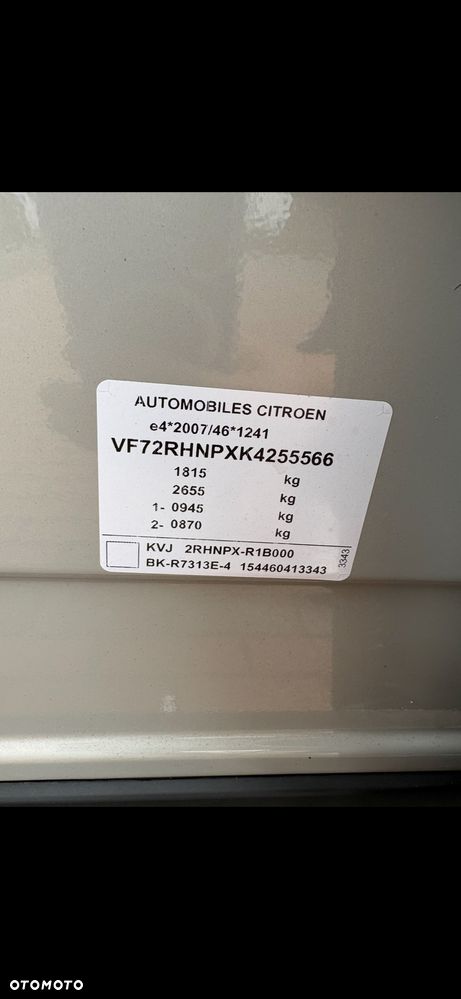 AUTOMOBILES CITROEN
e4*2007/46*1241
VF72RHNPXK4255566
1815 kg
2655 kg
1- 0945 kg
2- 0870 kg
KVJ 2RHNPX-R1B000
BK-R7313E-4 154460413343
3343
OTOMOTO